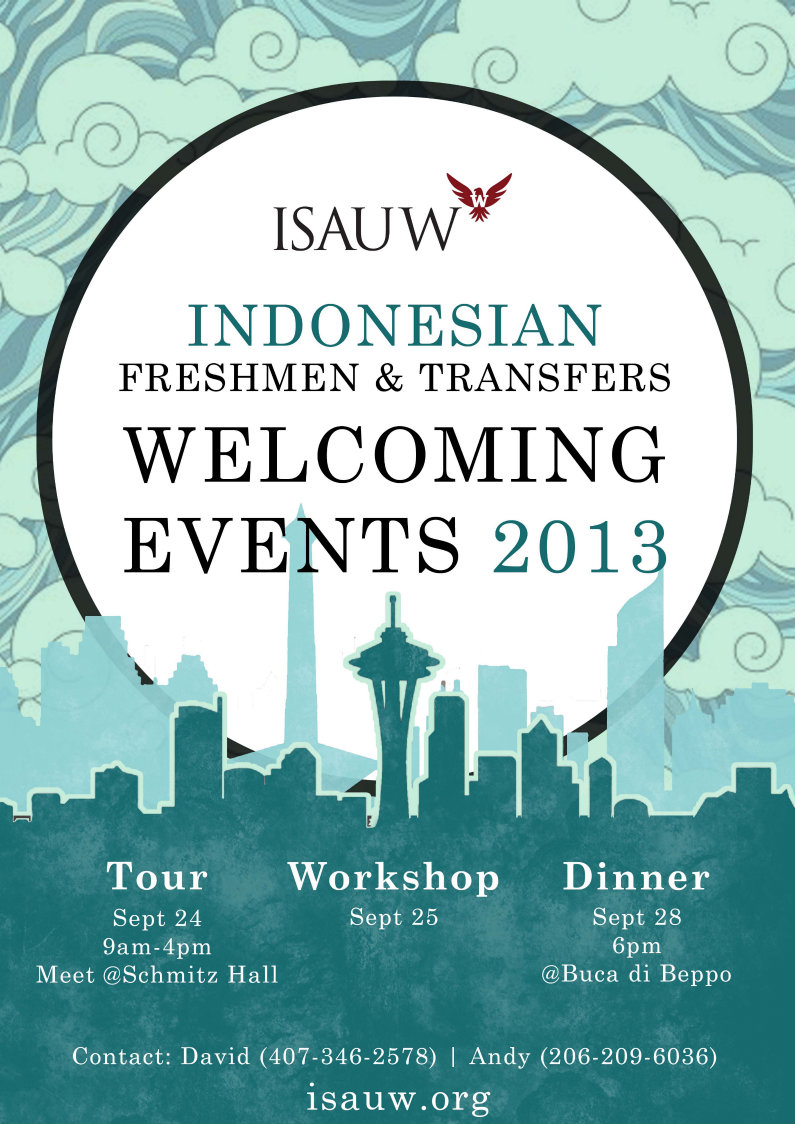 ISAUW
W
INDONESIAN
FRESHMEN & TRANSFERS
WELCOMING
EVENTS 2013
Tour
Sept 24
9am-4pm
Meet @Schmitz Hall
Workshop
Sept 25
Dinner
Sept 28
6pm
@Buca di Beppo
Contact: David (407-346-2578) | Andy (206-209-6036)
isauw.org